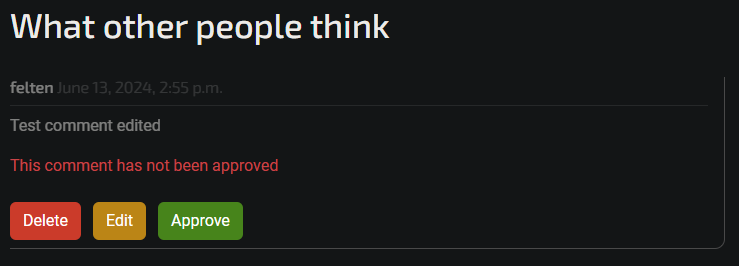 What other people think
felten June 13, 2024, 2:55 p.m.
Test comment edited
This comment has not been approved
Delete Edit Approve